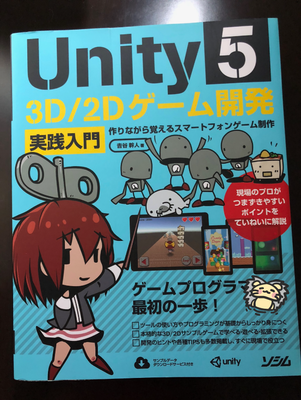 Unity 5
3D/2Dゲーム開発
実践入門
作りながら覚えるスマートフォンゲーム制作
吉谷 幹人 著
現場のプロが
つまずきやすい
ポイントを
ていねいに解説
ゲームプログラマ
最初の一歩!
ツールの使い方やプログラミングが基礎からしっかり身につく
本格的な3D/2Dサンプルゲームで学べる・遊べる・拡張できる
開発のヒントや各種TIPSも多数掲載し、すぐに現場で役立つ
サンプルデータ
ダウンロードサービス付き
unity
ソシム